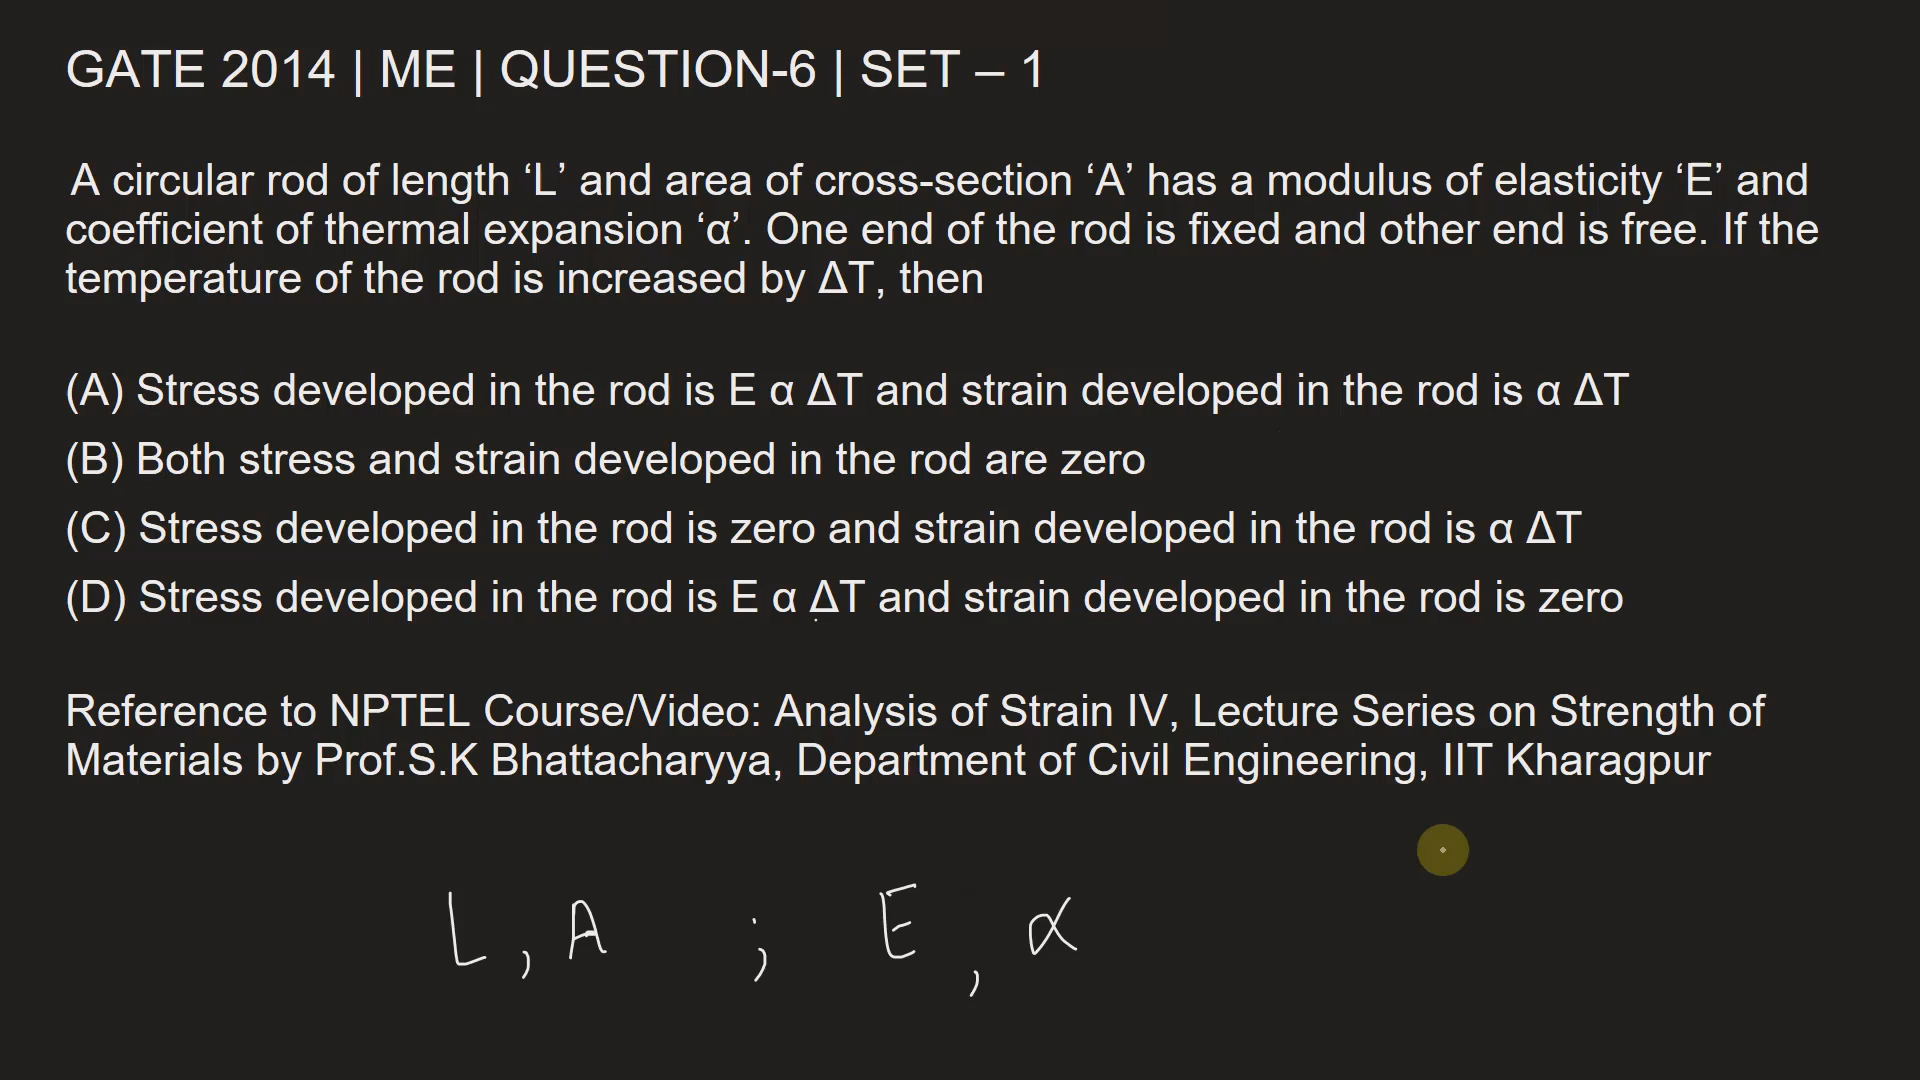 GATE 2014 | ME | QUESTION-6 | SET – 1
A circular rod of length ‘L’ and area of cross-section ‘A’ has a modulus of elasticity ‘E’ and
coefficient of thermal expansion ‘α’. One end of the rod is fixed and other end is free. If the
temperature of the rod is increased by ΔT, then
(A) Stress developed in the rod is E α ΔT and strain developed in the rod is α ΔT
(B) Both stress and strain developed in the rod are zero
(C) Stress developed in the rod is zero and strain developed in the rod is α ΔT
(D) Stress developed in the rod is E α ΔT and strain developed in the rod is zero
Reference to NPTEL Course/Video: Analysis of Strain IV, Lecture Series on Strength of
Materials by Prof.S.K Bhattacharyya, Department of Civil Engineering, IIT Kharagpur
L, A ; E, α